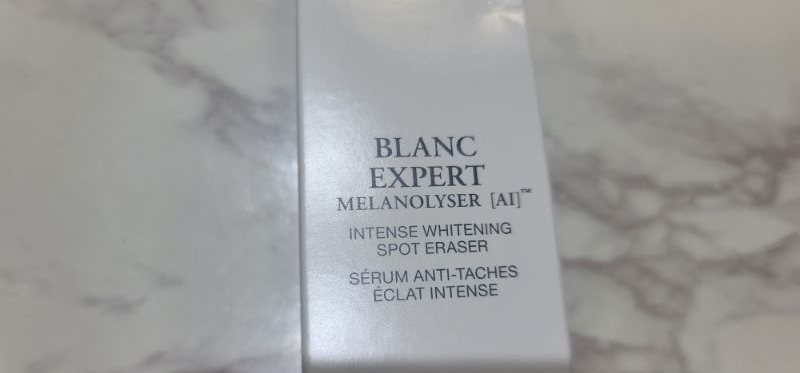 BLANC
EXPERT
MELANOLYSER [AI]™
INTENSE WHITENING
SPOT ERASER
SÉRUM ANTI-TACHES
ÉCLAT INTENSE